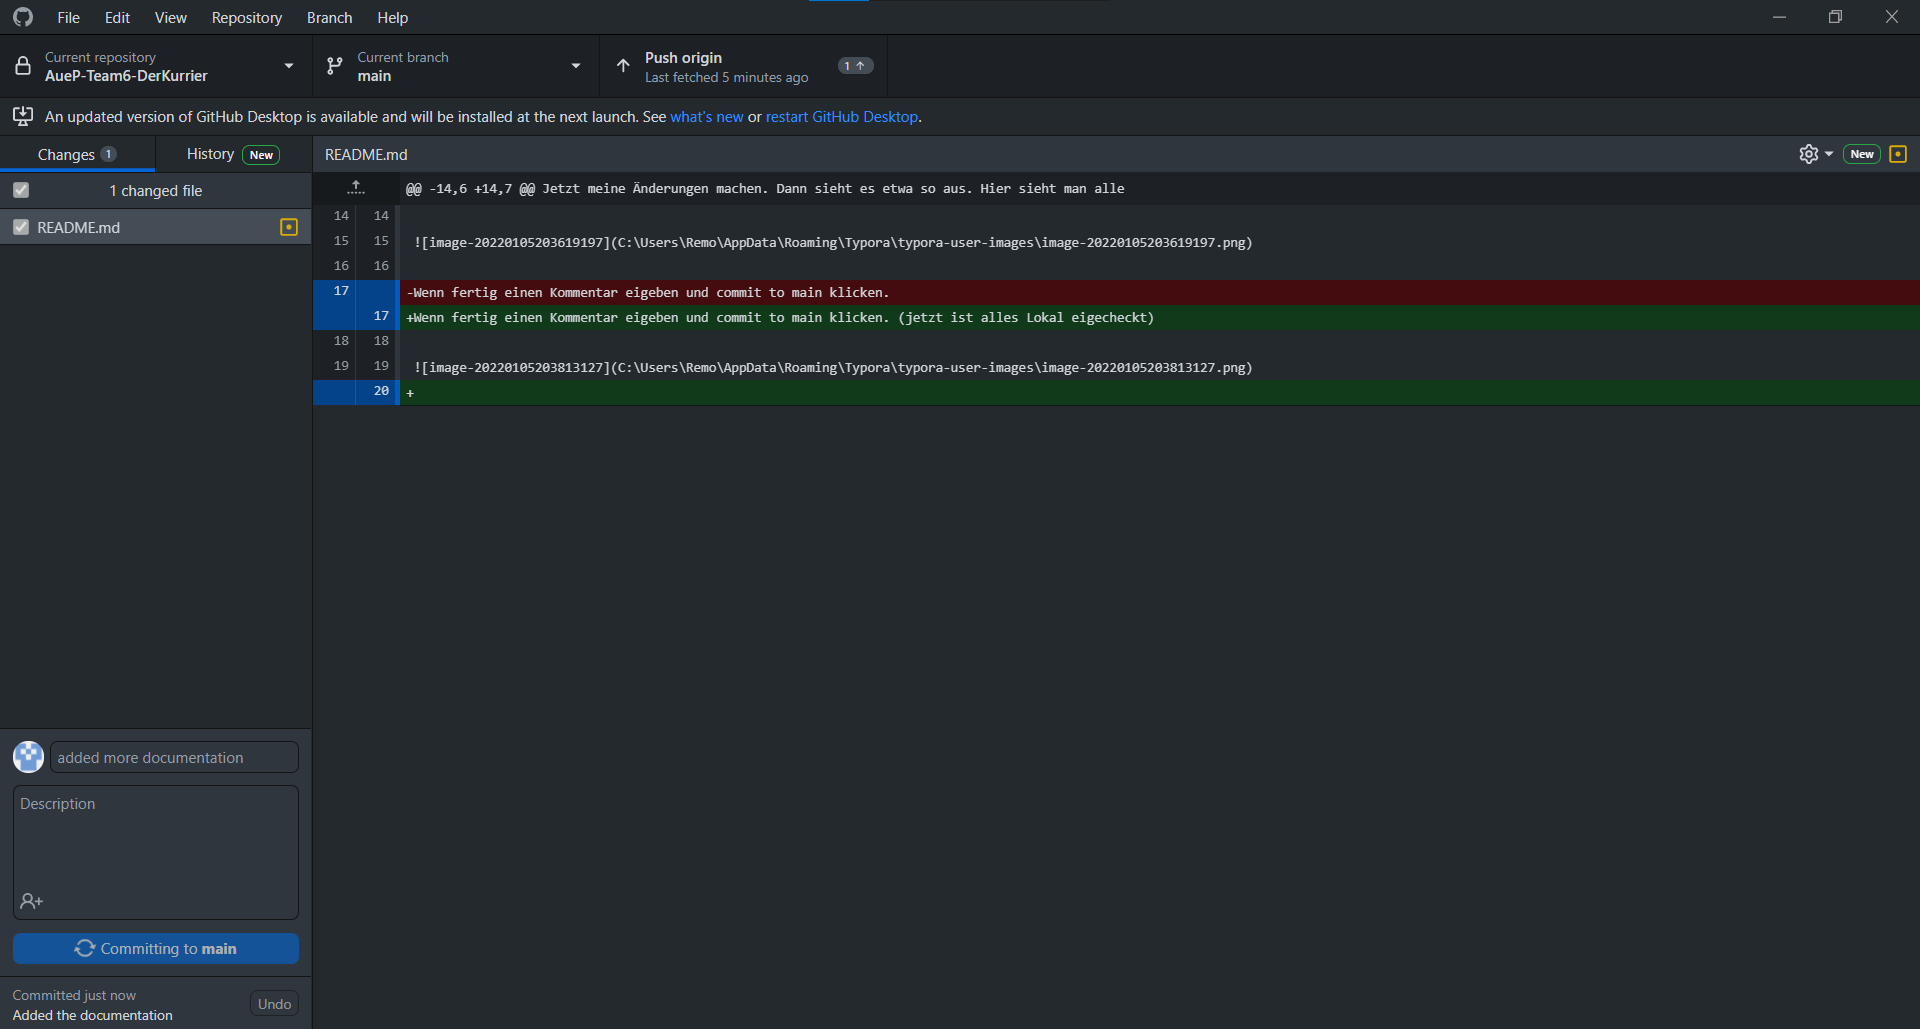 File Edit View Repository Branch Help
Current repository
AueP-Team6-DerKurrier
Current branch
main
Push origin
Last fetched 5 minutes ago
1
An updated version of GitHub Desktop is available and will be installed at the next launch. See what's new or restart GitHub Desktop.
Changes 1
History New
README.md
New
1 changed file
README.md
@@ -14,6 +14,7 @@ Jetzt meine Änderungen machen. Dann sieht es etwa so aus. Hier sieht man alle
14 14
15 15 ![image-20220105203619197](C:\Users\Remo\AppData\Roaming\Typora\typora-user-images\image-20220105203619197.png)
16 16
17 -Wenn fertig einen Kommentar eigeben und commit to main klicken.
17 +Wenn fertig einen Kommentar eigeben und commit to main klicken. (jetzt ist alles Lokal eigecheckt)
18 18
19 19 ![image-20220105203813127](C:\Users\Remo\AppData\Roaming\Typora\typora-user-images\image-20220105203813127.png)
20 +
added more documentation
Description
Committing to main
Committed just now
Added the documentation
Undo